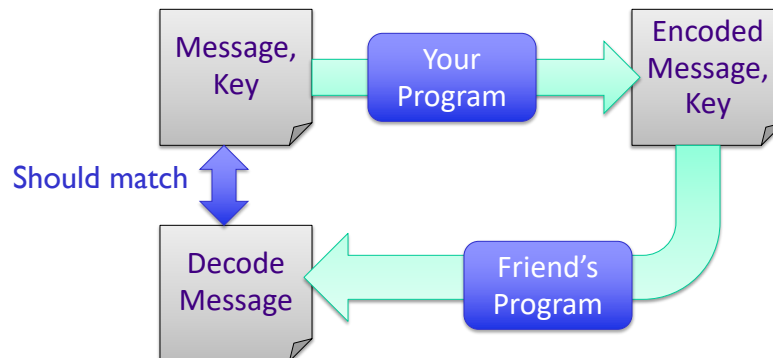 Message,
Key
Your
Program
Encoded
Message,
Key
Should match
Decode
Message
Friend's
Program